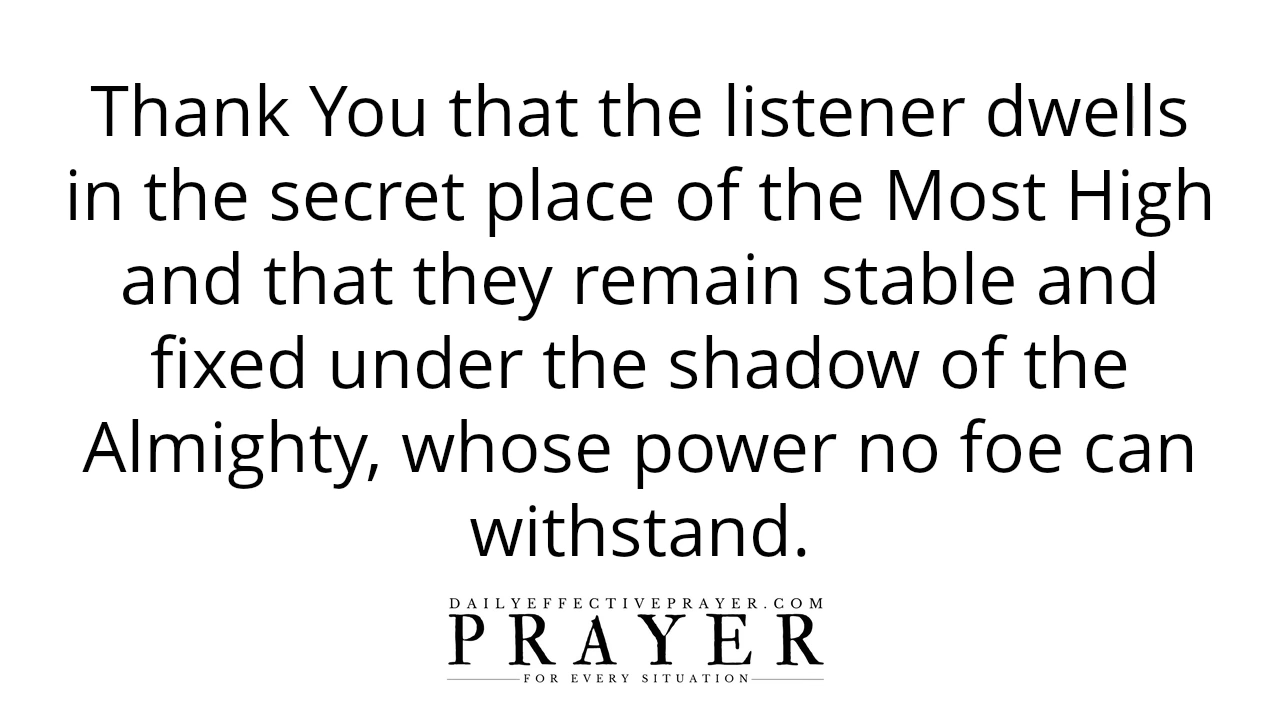 Thank You that the listener dwells
in the secret place of the Most High
and that they remain stable and
fixed under the shadow of the
Almighty, whose power no foe can
withstand.
DAILYEFFECTIVEPRAYER.COM
PRAYER
FOR EVERY SITUATION